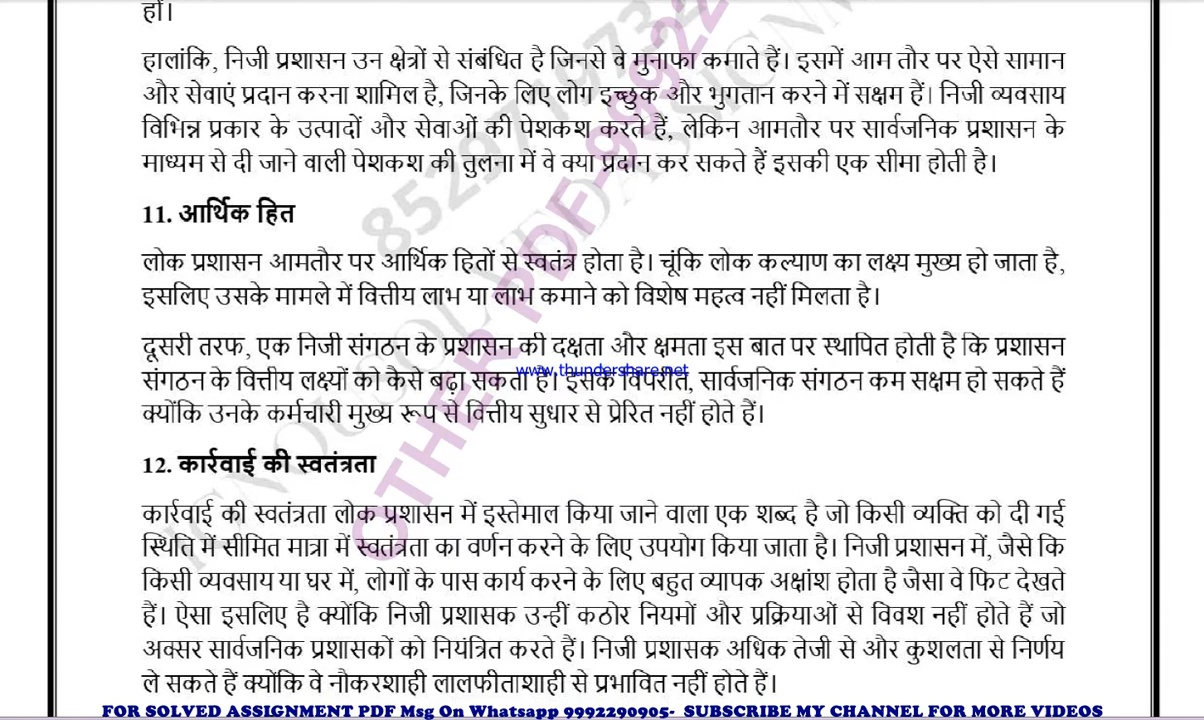 हों।
हालांकि, निजी प्रशासन उन क्षेत्रों से संबंधित है जिनसे वे मुनाफा कमाते हैं। इसमें आम तौर पर ऐसे सामान
और सेवाएं प्रदान करना शामिल है, जिनके लिए लोग इच्छुक और भुगतान करने में सक्षम हैं। निजी व्यवसाय
विभिन्न प्रकार के उत्पादों और सेवाओं की पेशकश करते हैं, लेकिन आमतौर पर सार्वजनिक प्रशासन के
माध्यम से दी जाने वाली पेशकश की तुलना में वे क्या प्रदान कर सकते हैं इसकी एक सीमा होती है।
11. आर्थिक हित
लोक प्रशासन आमतौर पर आर्थिक हितों से स्वतंत्र होता है। चूंकि लोक कल्याण का लक्ष्य मुख्य हो जाता है,
इसलिए उसके मामले में वित्तीय लाभ या लाभ कमाने को विशेष महत्व नहीं मिलता है।
दूसरी तरफ, एक निजी संगठन के प्रशासन की दक्षता और क्षमता इस बात पर स्थापित होती है कि प्रशासन
www.thundershare.net
संगठन के वित्तीय लक्ष्यों को कैसे बढ़ा सकता है। इसके विपरीत, सार्वजनिक संगठन कम सक्षम हो सकते हैं
क्योंकि उनके कर्मचारी मुख्य रूप से वित्तीय सुधार से प्रेरित नहीं होते हैं।
12. कार्रवाई की स्वतंत्रता
कार्रवाई की स्वतंत्रता लोक प्रशासन में इस्तेमाल किया जाने वाला एक शब्द है जो किसी व्यक्ति को दी गई
स्थिति में सीमित मात्रा में स्वतंत्रता का वर्णन करने के लिए उपयोग किया जाता है। निजी प्रशासन में, जैसे कि
किसी व्यवसाय या घर में, लोगों के पास कार्य करने के लिए बहुत व्यापक अक्षांश होता है जैसा वे फिट देखते
हैं। ऐसा इसलिए है क्योंकि निजी प्रशासक उन्हीं कठोर नियमों और प्रक्रियाओं से विवश नहीं होते हैं जो
अक्सर सार्वजनिक प्रशासकों को नियंत्रित करते हैं। निजी प्रशासक अधिक तेजी से और कुशलता से निर्णय
ले सकते हैं क्योंकि वे नौकरशाही लालफीताशाही से प्रभावित नहीं होते हैं।
FOR SOLVED ASSIGNMENT PDF Msg On Whatsapp 9992290905- SUBSCRIBE MY CHANNEL FOR MORE VIDEOS
OTHER PDF-99922